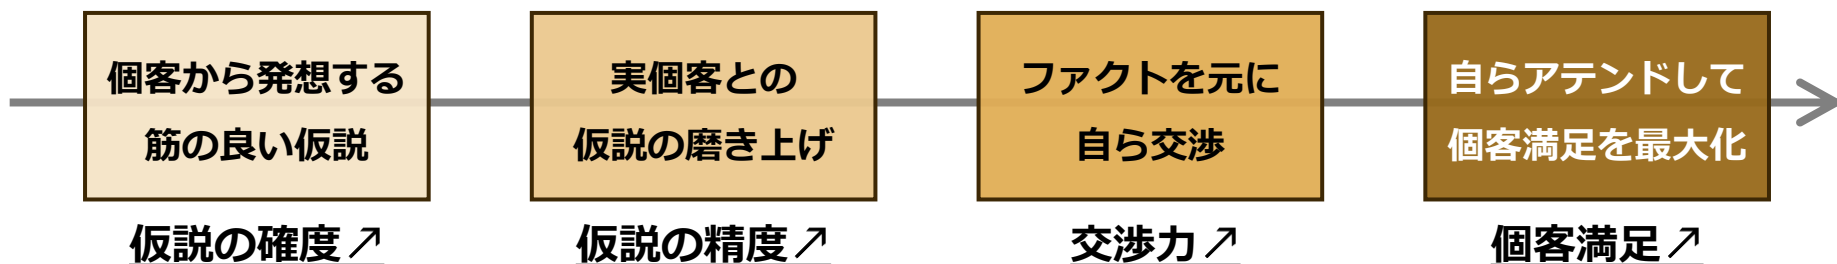 個客から発想する
筋の良い仮説
仮説の確度↗
実個客との
仮説の磨き上げ
仮説の精度↗
ファクトを元に
自ら交渉
交渉力↗
自らアテンドして
個客満足を最大化
個客満足↗